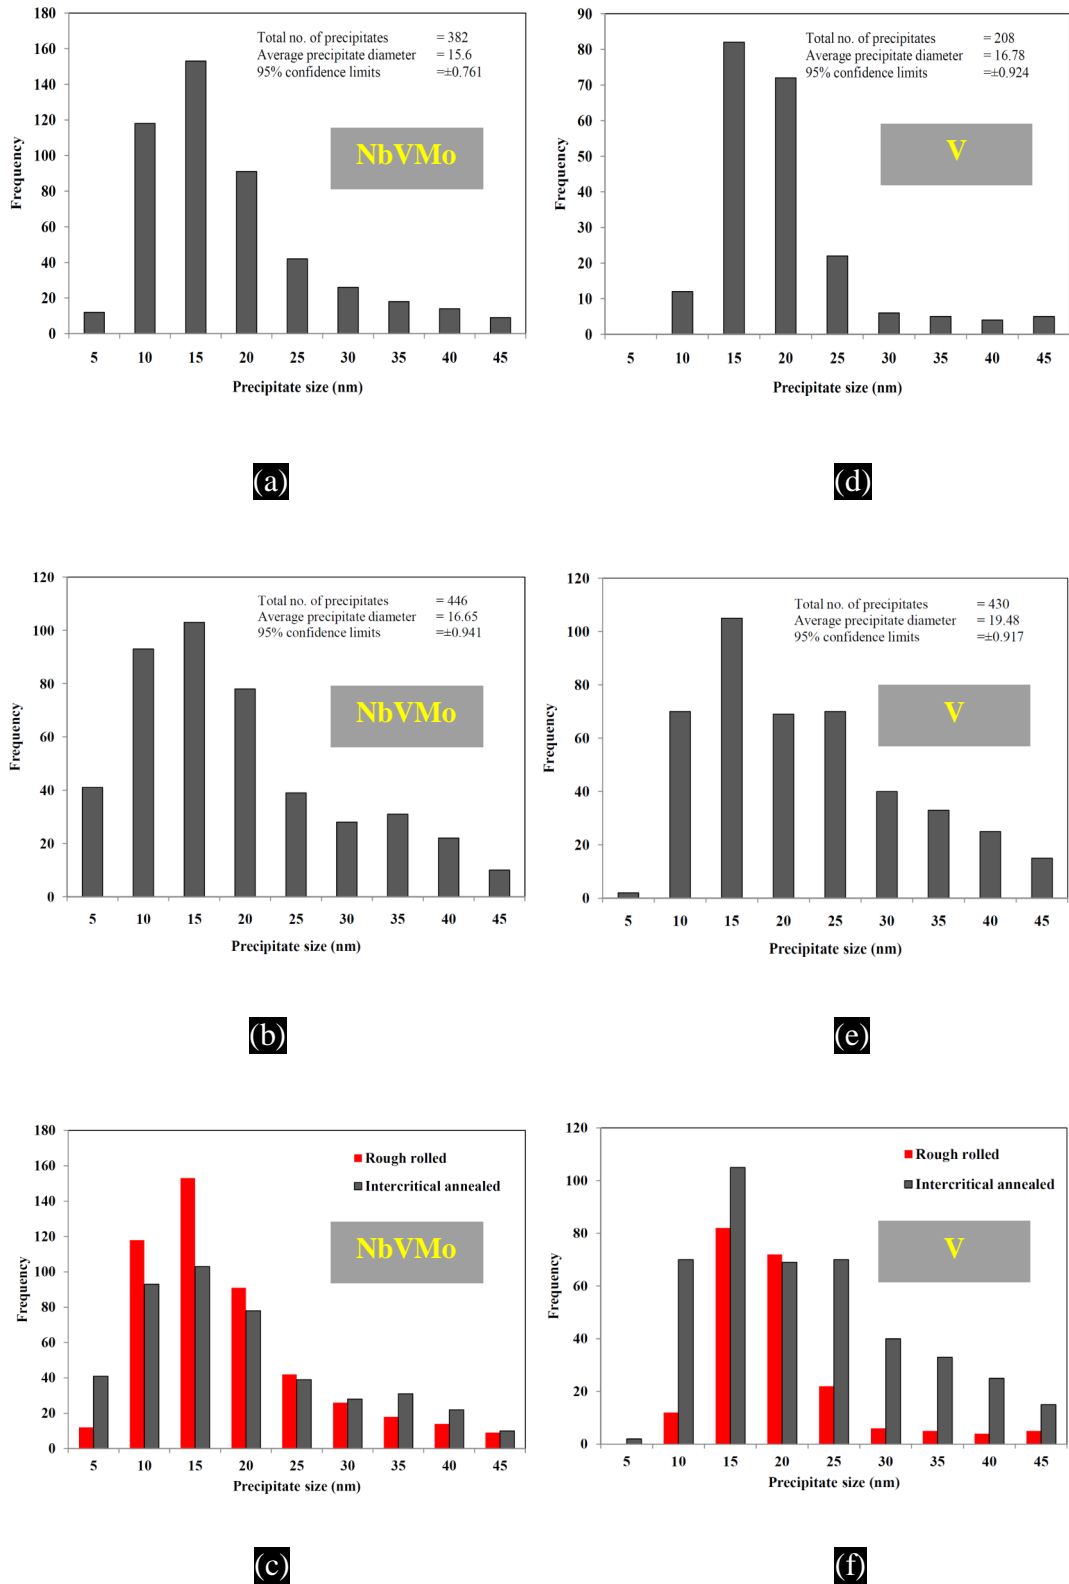 180
160
140
120
100
80
60
40
20
0
Frequency
Total no. of precipitates = 382
Average precipitate diameter = 15.6
95% confidence limits =±0.761
NbVMo
5 10 15 20 25 30 35 40 45
Precipitate size (nm)
(a)
90
80
70
60
50
40
30
20
10
0
Frequency
Total no. of precipitates = 208
Average precipitate diameter = 16.78
95% confidence limits =±0.924
V
5 10 15 20 25 30 35 40 45
Precipitate size (nm)
(d)
120
100
80
60
40
20
0
Frequency
Total no. of precipitates = 446
Average precipitate diameter = 16.65
95% confidence limits =±0.941
NbVMo
5 10 15 20 25 30 35 40 45
Precipitate size (nm)
(b)
120
100
80
60
40
20
0
Frequency
Total no. of precipitates = 430
Average precipitate diameter = 19.48
95% confidence limits =±0.917
V
5 10 15 20 25 30 35 40 45
Precipitate size (nm)
(e)
180
160
140
120
100
80
60
40
20
0
Frequency
Rough rolled
Intercritical annealed
NbVMo
5 10 15 20 25 30 35 40 45
Precipitate size (nm)
(c)
120
100
80
60
40
20
0
Frequency
Rough rolled
Intercritical annealed
V
5 10 15 20 25 30 35 40 45
Precipitate size (nm)
(f)